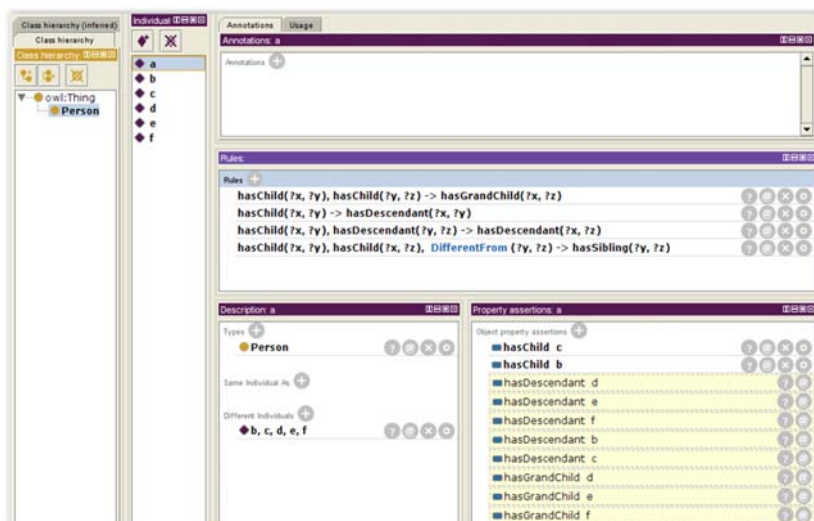 Class hierarchy (inferred)
Class hierarchy
Class hierarchy
owl:Thing
Person
Individual
a
b
c
d
e
f
Annotations Usage
Annotations: a
Annotations
Rules:
Rules
hasChild(?x, ?y), hasChild(?y, ?z) -> hasGrandChild(?x, ?z)
hasChild(?x, ?y) -> hasDescendant(?x, ?y)
hasChild(?x, ?y), hasDescendant(?y, ?z) -> hasDescendant(?x, ?z)
hasChild(?x, ?y), hasChild(?x, ?z), DifferentFrom (?y, ?z) -> hasSibling(?y, ?z)
Description: a
Types
Person
Same Individual As
Different Individuals
b, c, d, e, f
Property assertions: a
Object property assertions
hasChild c
hasChild b
hasDescendant d
hasDescendant e
hasDescendant f
hasDescendant b
hasDescendant c
hasGrandChild d
hasGrandChild e
hasGrandChild f